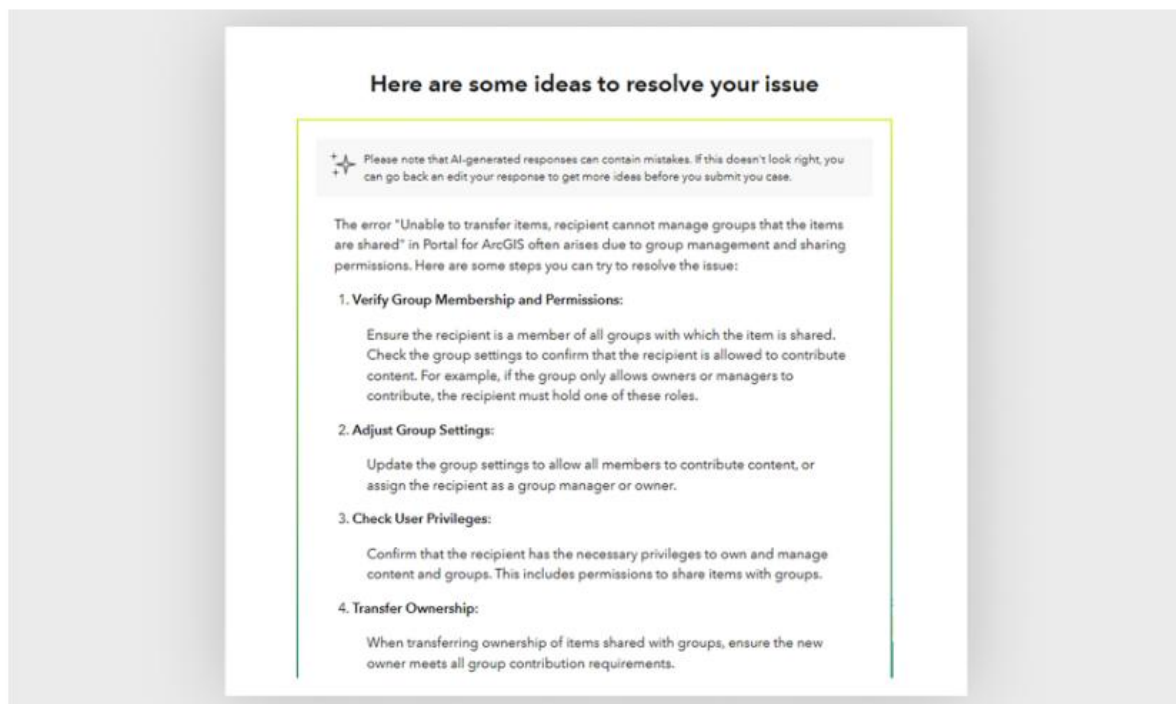 Here are some ideas to resolve your issue
Please note that AI-generated responses can contain mistakes. If this doesn't look right, you
can go back an edit your response to get more ideas before you submit you case.
The error "Unable to transfer items, recipient cannot manage groups that the items
are shared" in Portal for ArcGIS often arises due to group management and sharing
permissions. Here are some steps you can try to resolve the issue:
1. Verify Group Membership and Permissions:
Ensure the recipient is a member of all groups with which the item is shared.
Check the group settings to confirm that the recipient is allowed to contribute
content. For example, if the group only allows owners or managers to
contribute, the recipient must hold one of these roles.
2. Adjust Group Settings:
Update the group settings to allow all members to contribute content, or
assign the recipient as a group manager or owner.
3. Check User Privileges:
Confirm that the recipient has the necessary privileges to own and manage
content and groups. This includes permissions to share items with groups.
4. Transfer Ownership:
When transferring ownership of items shared with groups, ensure the new
owner meets all group contribution requirements.